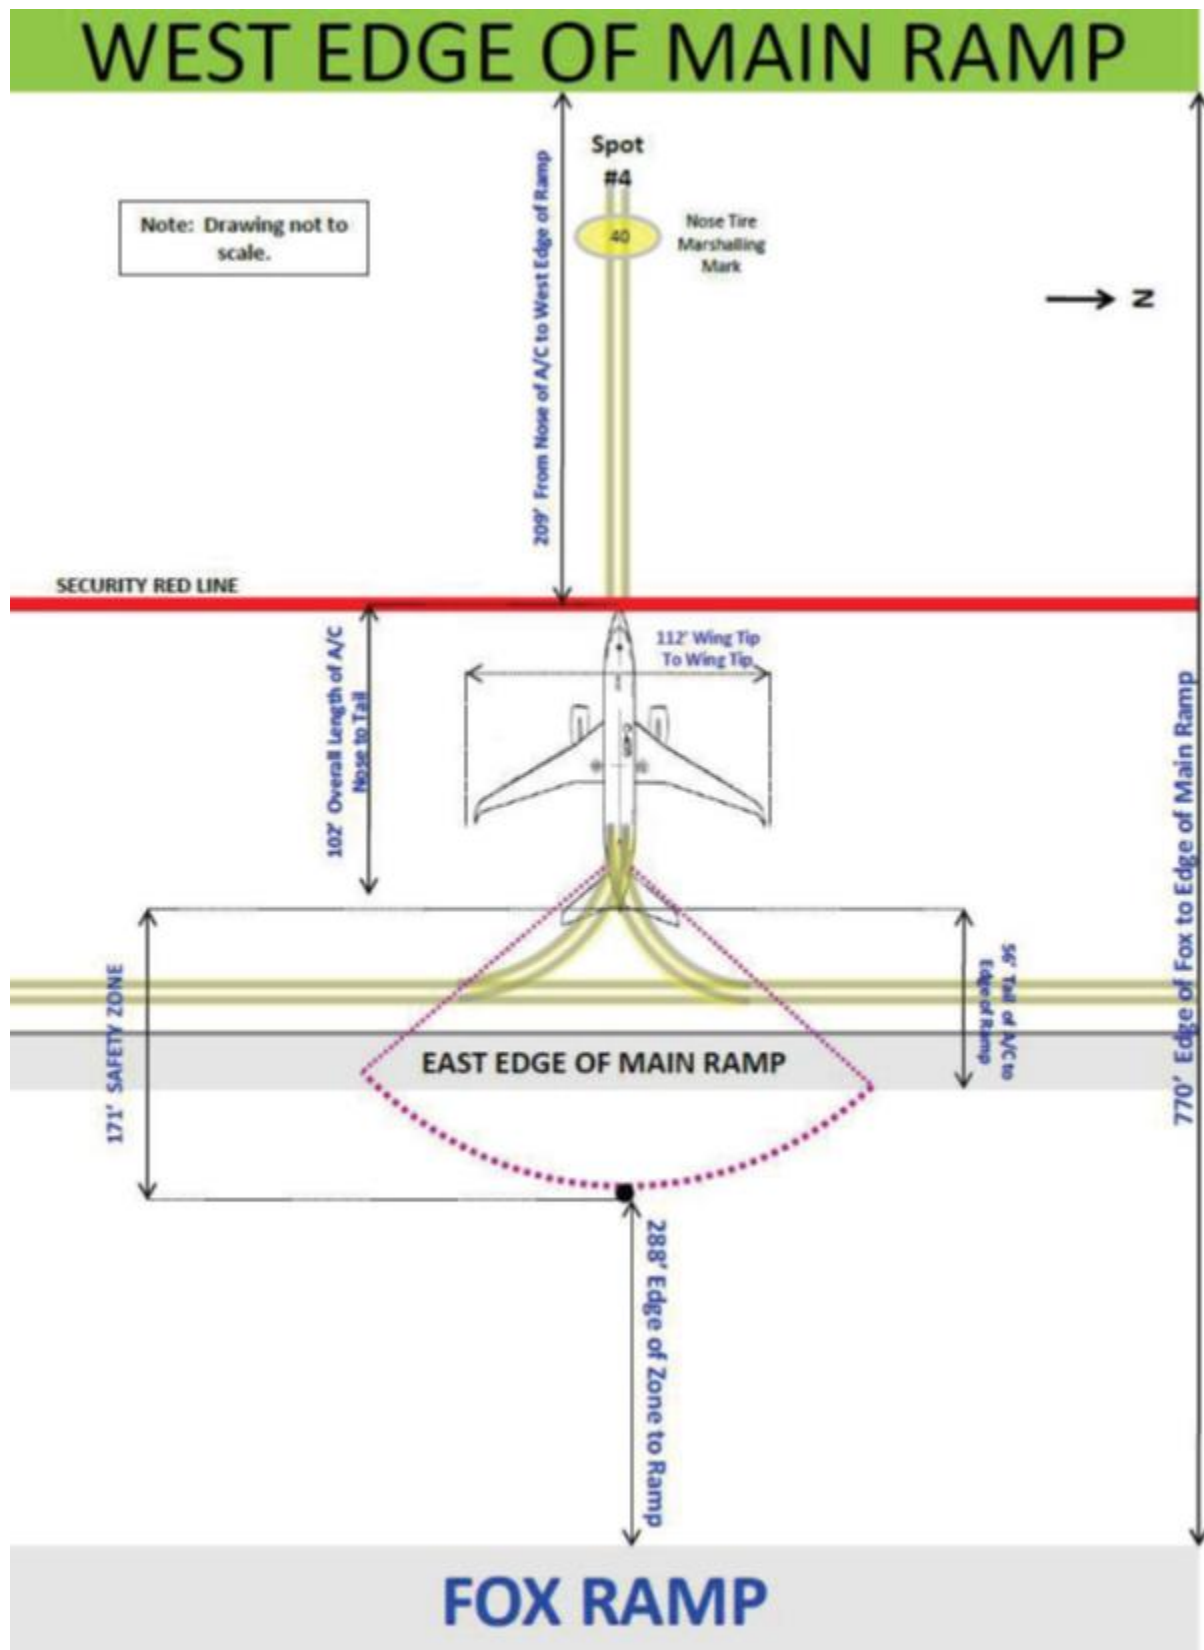 WEST EDGE OF MAIN RAMP
Spot
#4
40
Nose Tire
Marshalling
Mark
Note: Drawing not to
scale.
N
209' From Nose of A/C to West Edge of Ramp
SECURITY RED LINE
112' Wing Tip
To Wing Tip
102' Overall Length of A/C
Nose to Tail
770' Edge of Fox to Edge of Main Ramp
171' SAFETY ZONE
56' Tail of A/C to
Edge of Ramp
EAST EDGE OF MAIN RAMP
288' Edge of Zone to Ramp
FOX RAMP